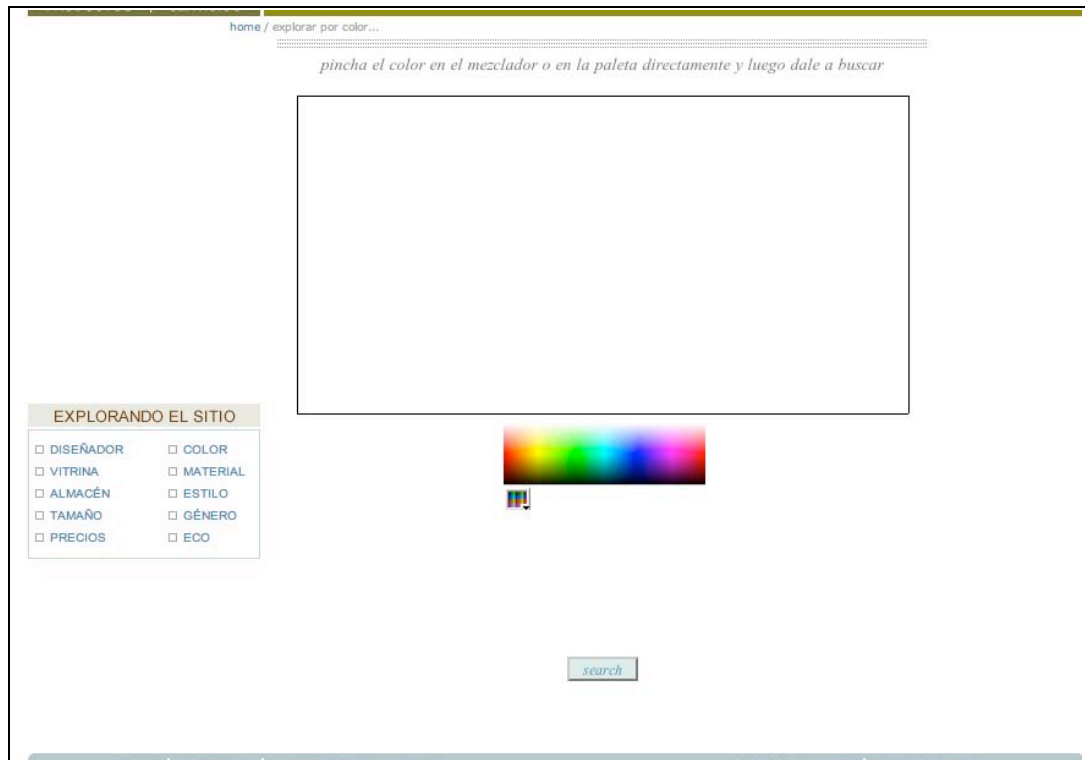 home / explorar por color...
pincha el color en el mezclador o en la paleta directamente y luego dale a buscar
EXPLORANDO EL SITIO
DISEÑADOR COLOR
VITRINA MATERIAL
ALMACÉN ESTILO
TAMAÑO GÉNERO
PRECIOS ECO
search